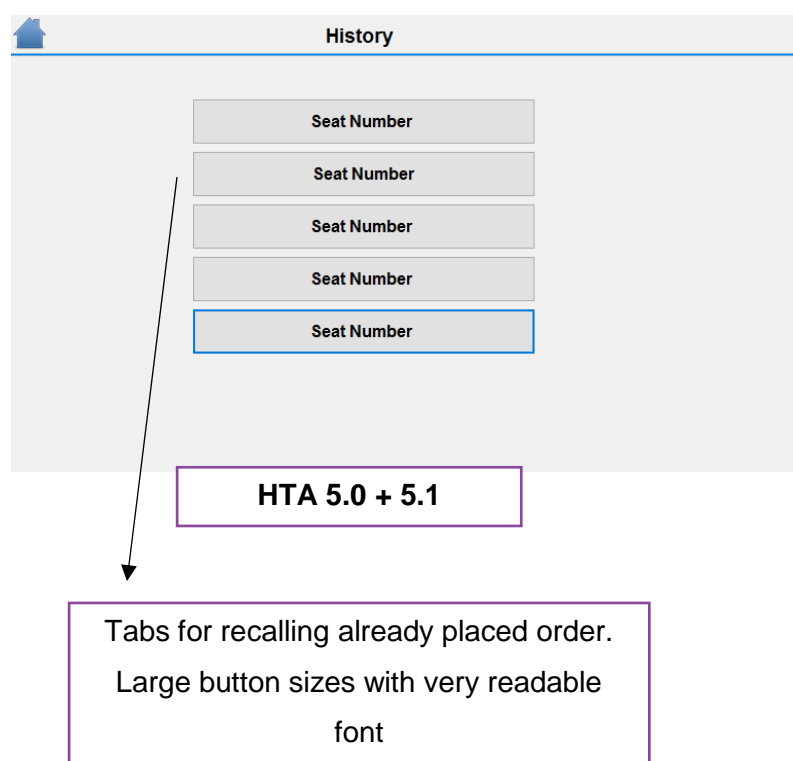 History
Seat Number
Seat Number
Seat Number
Seat Number
Seat Number
HTA 5.0 + 5.1
Tabs for recalling already placed order.
Large button sizes with very readable
font